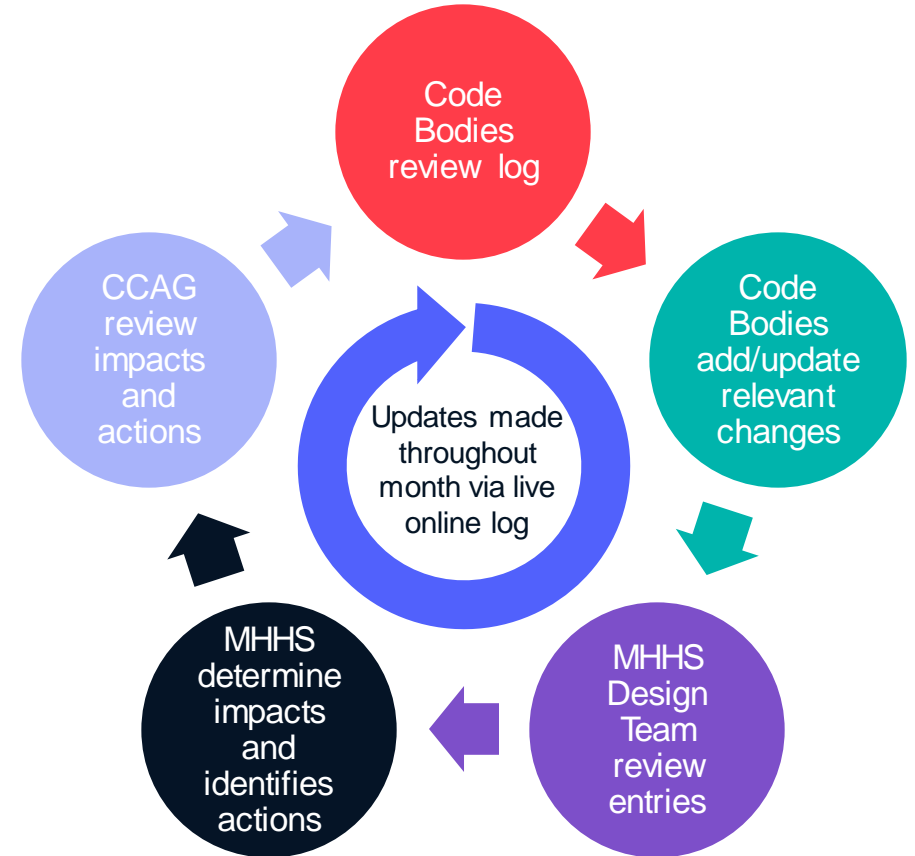 Code
Bodies
review log
Code
Bodies
add/update
relevant
changes
MHHS
Design
Team
review
entries
MHHS
determine
impacts
and
identifies
actions
CCAG
review
impacts
and
actions
Updates made
throughout
month via live
online log